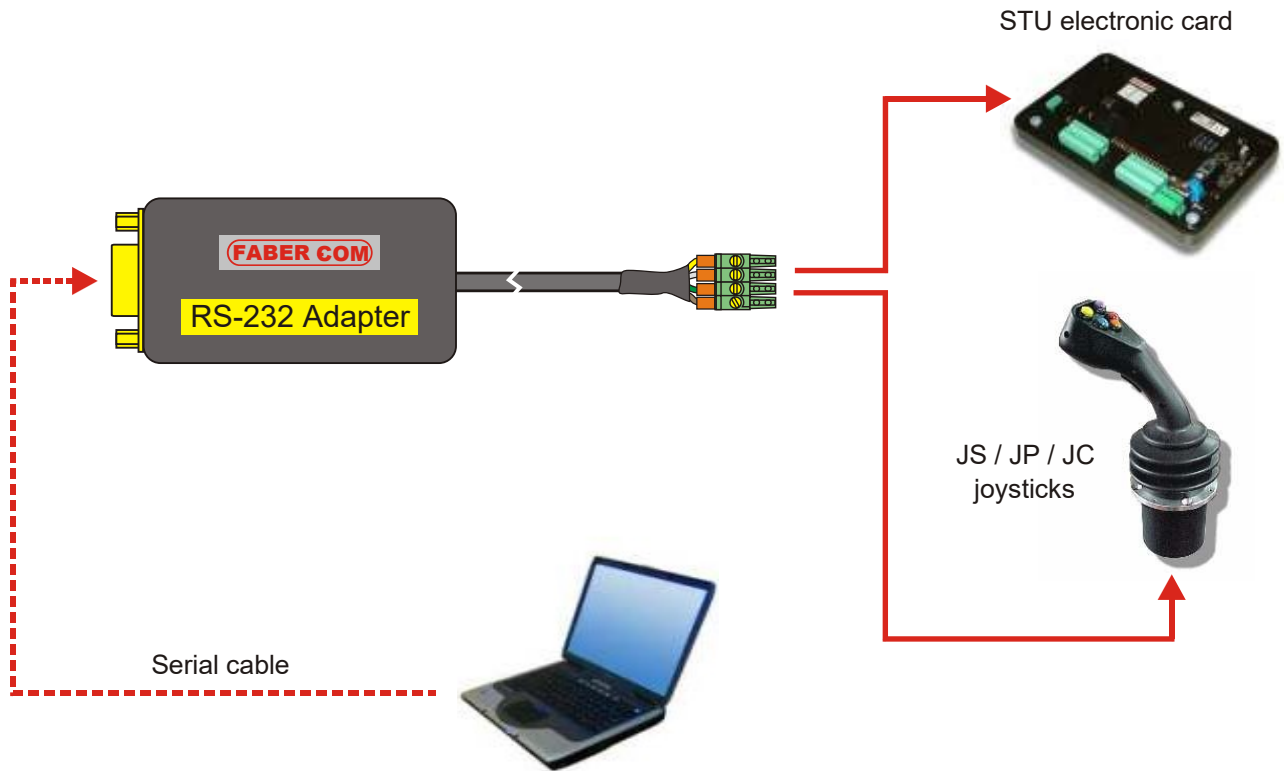 STU electronic card
FABER COM
RS-232 Adapter
JS / JP / JC
joysticks
Serial cable